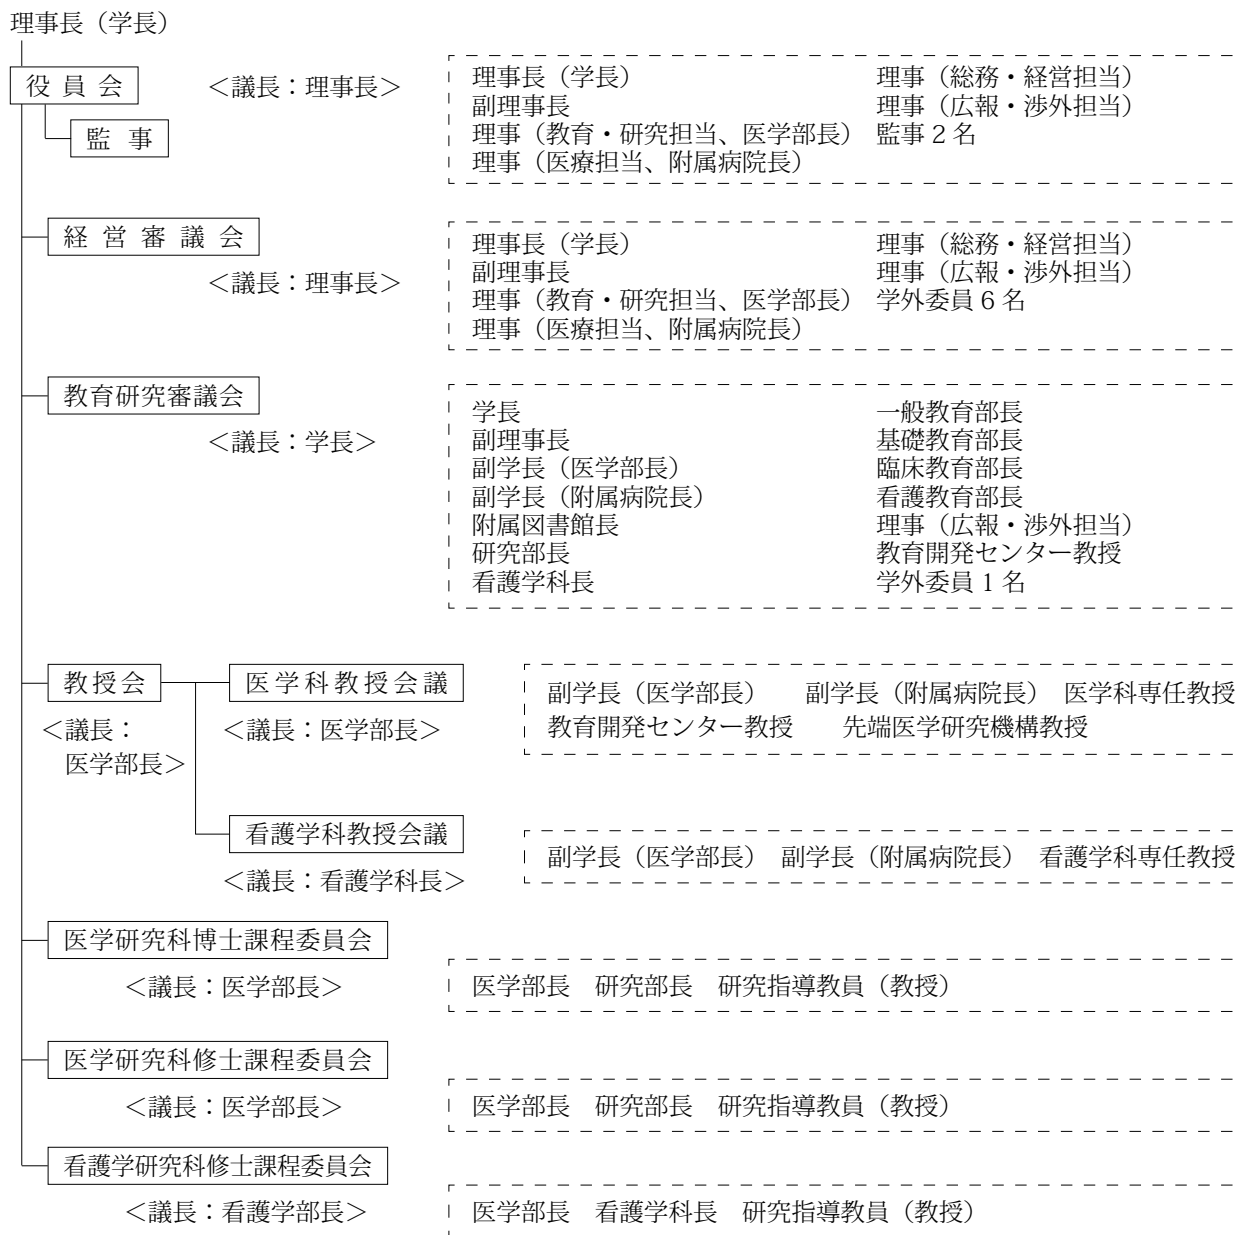 理事長（学長）
役員会　＜議長：理事長＞
監事
理事長（学長）　理事（総務・経営担当）
副理事長　理事（広報・渉外担当）
理事（教育・研究担当、医学部長）　監事２名
理事（医療担当、附属病院長）
経営審議会
＜議長：理事長＞
理事長（学長）　理事（総務・経営担当）
副理事長　理事（広報・渉外担当）
理事（教育・研究担当、医学部長）　学外委員６名
理事（医療担当、附属病院長）
教育研究審議会
＜議長：学長＞
学長　一般教育部長
副理事長　基礎教育部長
副学長（医学部長）　臨床教育部長
副学長（附属病院長）　看護教育部長
附属図書館長　理事（広報・渉外担当）
研究部長　教育開発センター教授
看護学科長　学外委員１名
教授会
＜議長：
医学部長＞
医学科教授会議
＜議長：医学部長＞
副学長（医学部長）　副学長（附属病院長）　医学科専任教授
教育開発センター教授　先端医学研究機構教授
看護学科教授会議
＜議長：看護学科長＞
副学長（医学部長）　副学長（附属病院長）　看護学科専任教授
医学研究科博士課程委員会
＜議長：医学部長＞
医学部長　研究部長　研究指導教員（教授）
医学研究科修士課程委員会
＜議長：医学部長＞
医学部長　研究部長　研究指導教員（教授）
看護学研究科修士課程委員会
＜議長：看護学部長＞
医学部長　看護学科長　研究指導教員（教授）